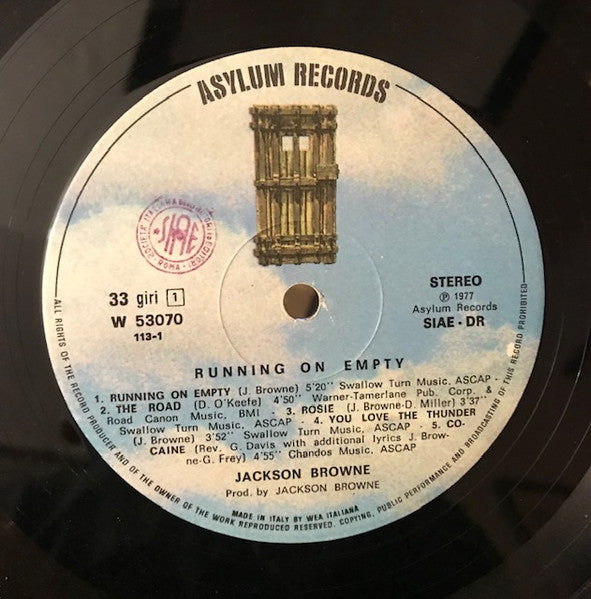 ASYLUM RECORDS
SIAE
ROMA
33 giri 1
W 53070
113-1
STEREO
℗ 1977
Asylum Records
SIAE - DR
RUNNING ON EMPTY
1. RUNNING ON EMPTY (J. Browne) 5'20" Swallow Turn Music, ASCAP -
2. THE ROAD (D. O'Keefe) 4'50" Warner-Tamerlane Pub. Corp. &
Road Canon Music, BMI - 3. ROSIE (J. Browne-D. Miller) 3'37"
Swallow Turn Music, ASCAP - 4. YOU LOVE THE THUNDER
(J. Browne) 3'52" Swallow Turn Music, ASCAP - 5. CO-
CAINE (Rev. G. Davis with additional lyrics J. Brow-
ne-G. Frey) 4'55" Chandos Music, ASCAP
JACKSON BROWNE
Prod. by JACKSON BROWNE
MADE IN ITALY BY WEA ITALIANA
ALL RIGHTS OF THE RECORD PRODUCER AND OF THE OWNER OF THE WORK REPRODUCED RESERVED. COPYING, PUBLIC PERFORMANCE AND BROADCASTING OF THIS RECORD PROHIBITED